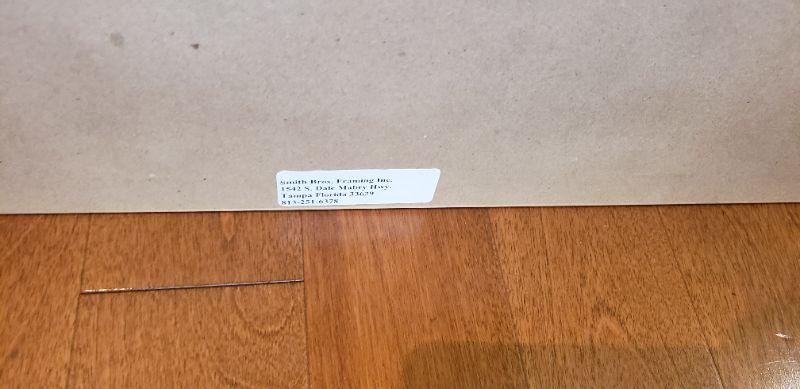 Smith Bros. Framing Inc.
1542 S. Dale Mabry Hwy.
Tampa Florida 33629
813-251-6378